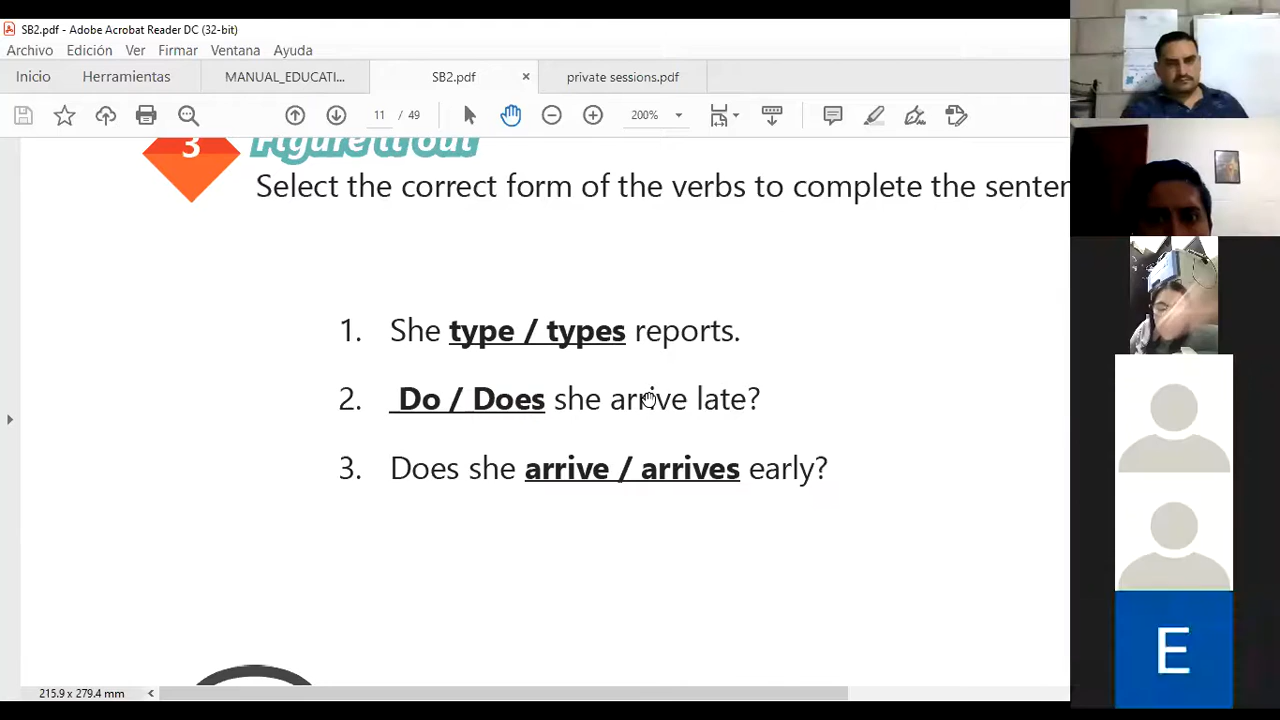 SB2.pdf - Adobe Acrobat Reader DC (32-bit)
Archivo Edición Ver Firmar Ventana Ayuda
Inicio Herramientas MANUAL_EDUCATI... SB2.pdf × private sessions.pdf
11 / 49 200%
3 Figure it out
Select the correct form of the verbs to complete the senten
1. She type / types reports.
2. Do / Does she arrive late?
3. Does she arrive / arrives early?
215.9 x 279.4 mm
E